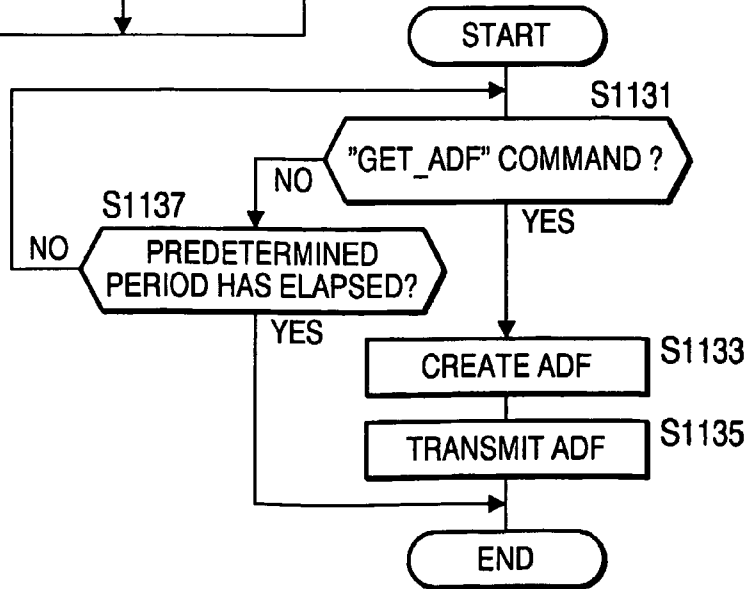 START
S1131
"GET_ADF" COMMAND ?
NO
YES
S1137
NO
PREDETERMINED
PERIOD HAS ELAPSED?
YES
CREATE ADF
S1133
TRANSMIT ADF
S1135
END